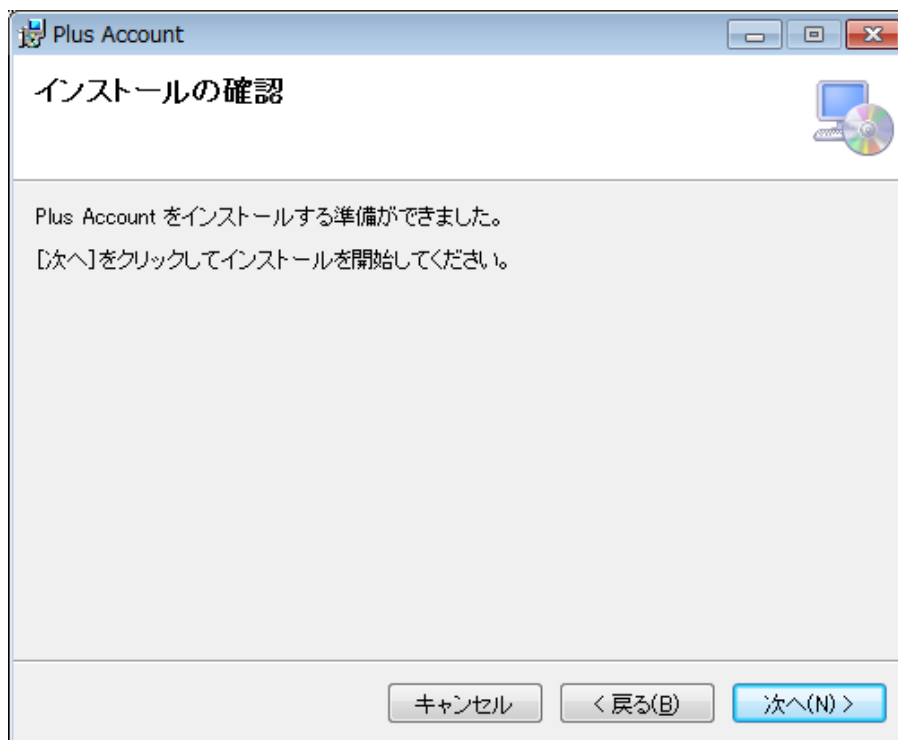 Plus Account
インストールの確認
Plus Account をインストールする準備ができました。
[次へ]をクリックしてインストールを開始してください。
キャンセル
< 戻る(B)
次へ(N) >